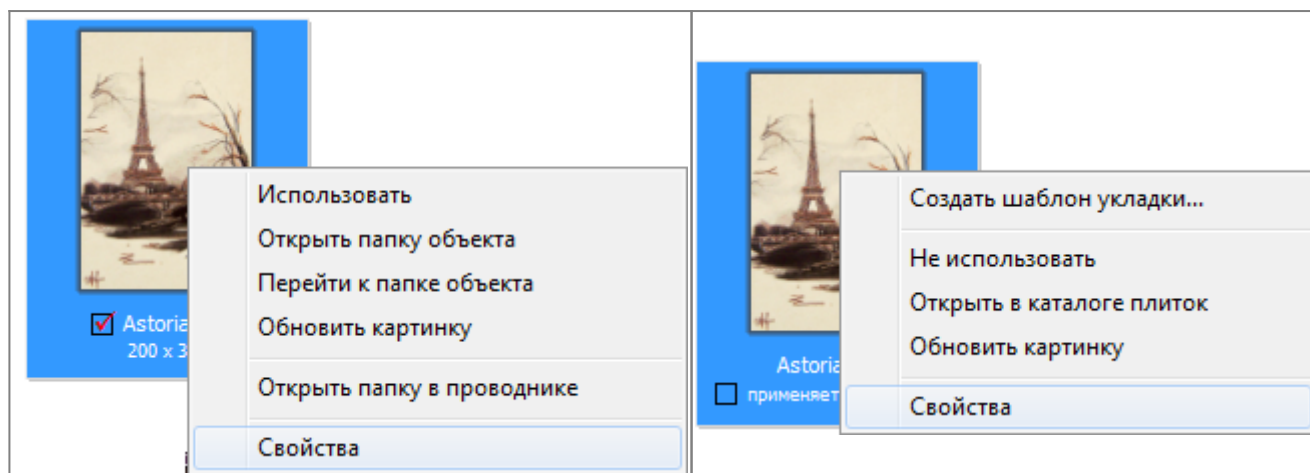 Использовать
Открыть папку объекта
Перейти к папке объекта
Обновить картинку
Открыть папку в проводнике
Свойства
Astoria
200 x 3
Создать шаблон укладки...
Не использовать
Открыть в каталоге плиток
Обновить картинку
Свойства
Astoria
применяет